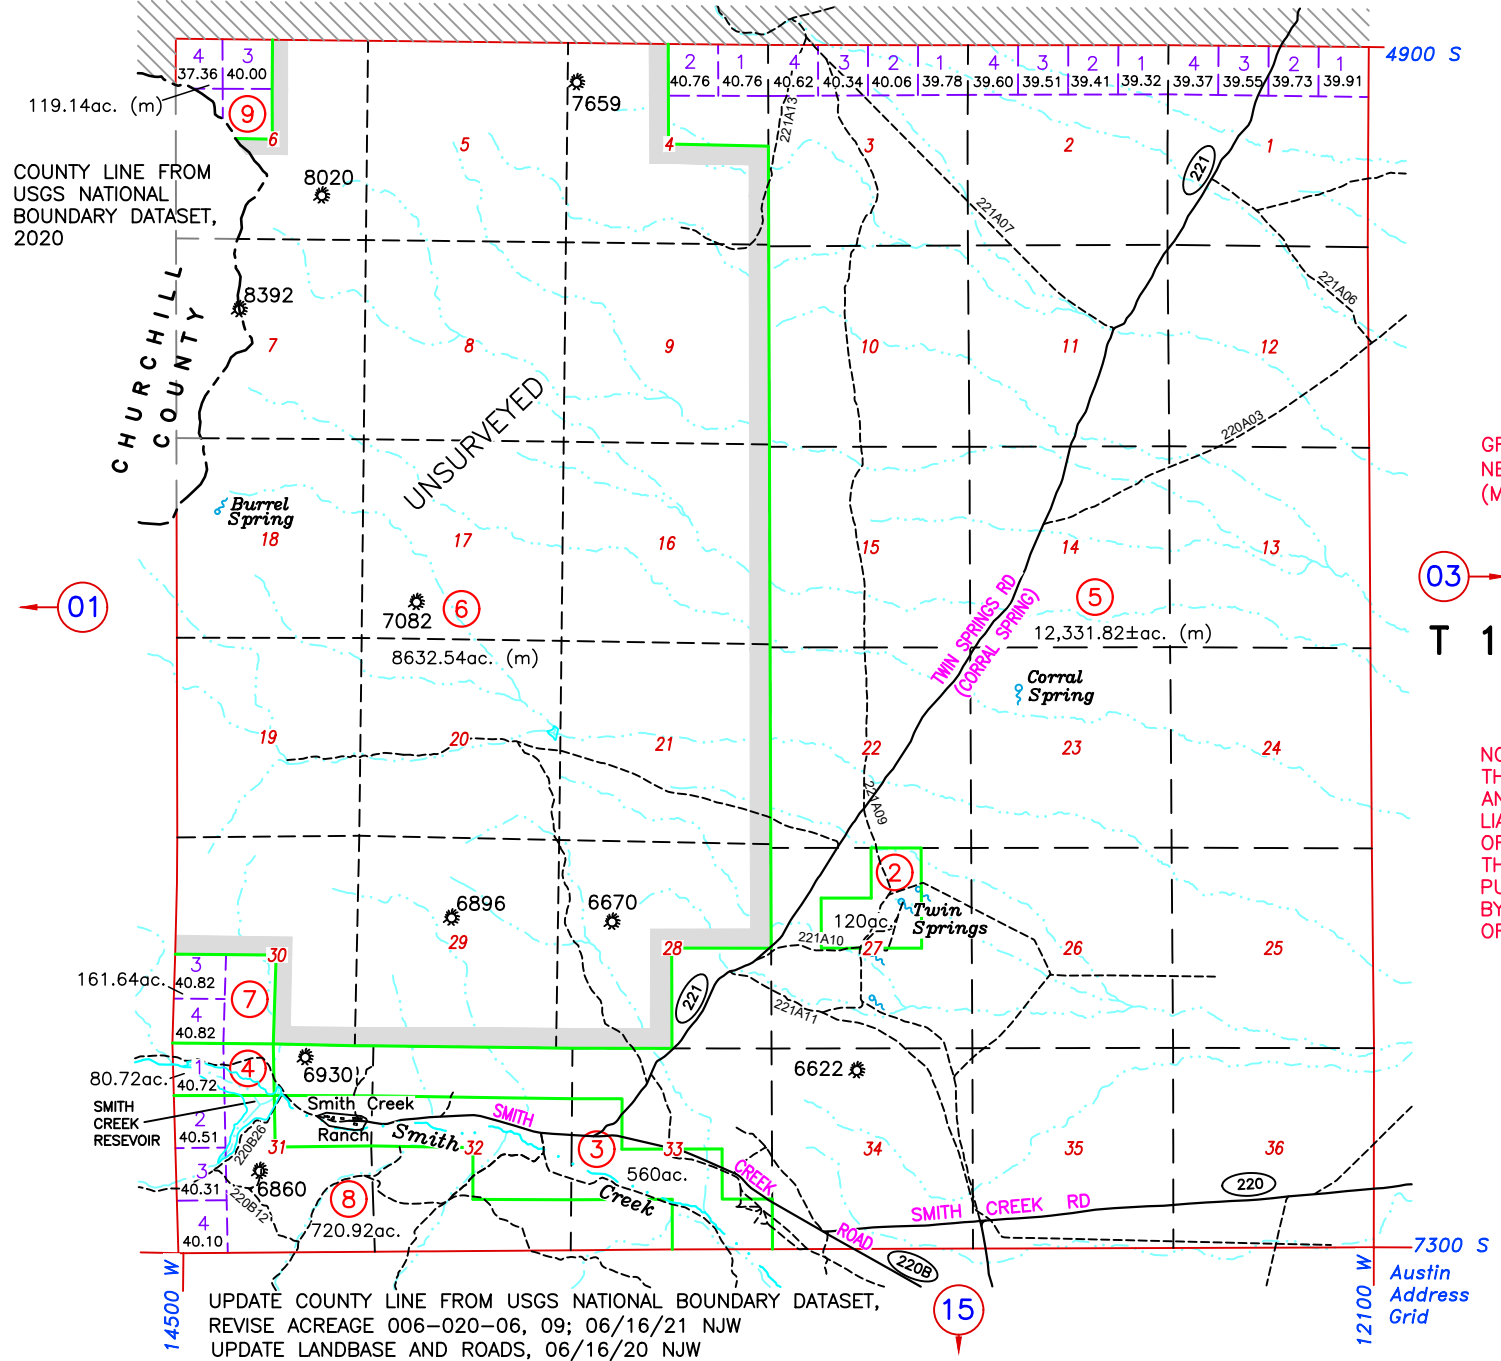 4900 S
4
3
37.36
40.00
2
1
4
3
2
1
4
3
2
1
4
3
2
1
40.76
40.76
40.62
40.34
40.06
39.78
39.60
39.51
39.41
39.32
39.37
39.55
39.73
39.91
119.14ac. (m)
9
7659
221A13
6
5
4
3
2
1
221
COUNTY LINE FROM
USGS NATIONAL
BOUNDARY DATASET,
2020
8020
221A07
221A06
8392
CHURCHILL
COUNTY
7
8
9
10
11
12
UNSURVEYED
220A03
Burrel
Spring
18
17
16
15
14
13
01
03
7082
6
8632.54ac. (m)
5
12,331.82±ac. (m)
T 1
TWIN SPRINGS RD
(CORRAL SPRING)
Corral
Spring
19
20
21
22
23
24
221A09
2
6896
6670
120ac.
Twin
Springs
221A10
30
29
28
27
26
25
3
40.82
161.64ac.
7
4
40.82
221
221A11
6930
6622
4
1
40.72
80.72ac.
SMITH
CREEK
RESEVOIR
Smith Creek
Ranch
SMITH
Smith
2
40.51
220B26
31
32
3
33
34
35
36
560ac.
CREEK
3
40.31
6860
220B12
8
720.92ac.
Creek
4
40.10
ROAD
SMITH CREEK RD
220
220B
7300 S
14500 W
12100 W
Austin
Address
Grid
15
UPDATE COUNTY LINE FROM USGS NATIONAL BOUNDARY DATASET,
REVISE ACREAGE 006-020-06, 09; 06/16/21 NJW
UPDATE LANDBASE AND ROADS, 06/16/20 NJW